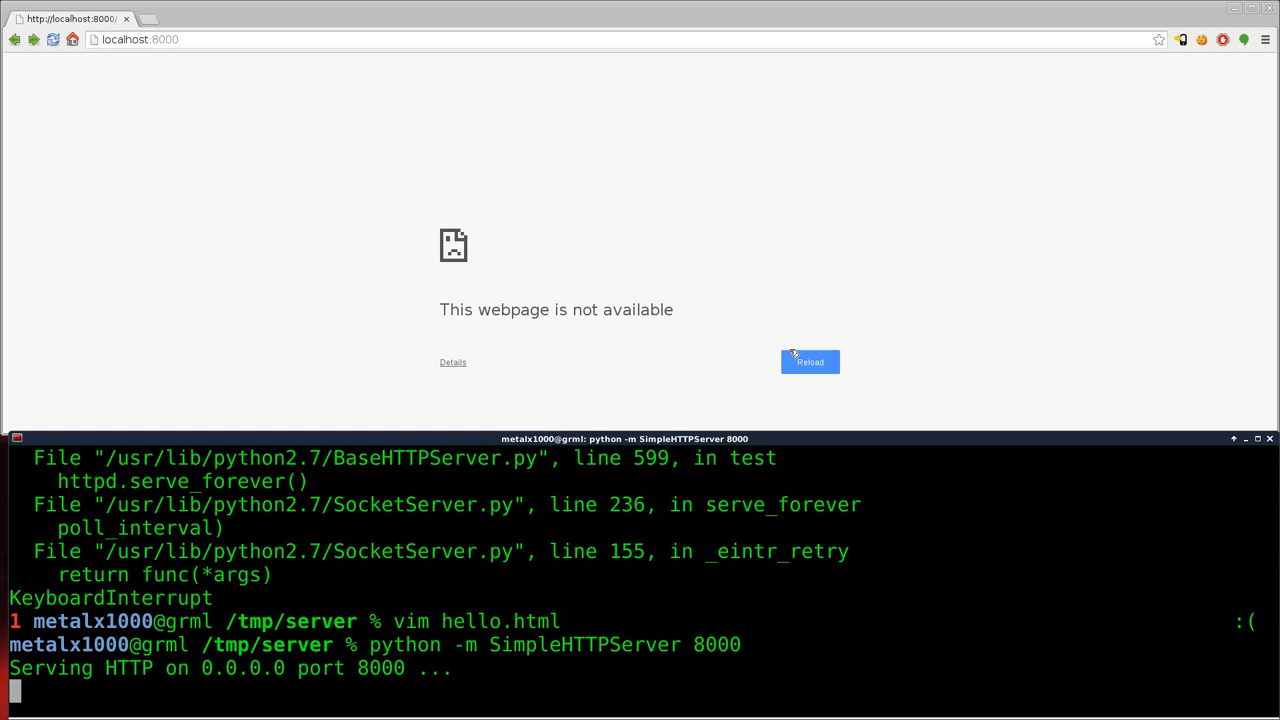 http://localhost:8000/
localhost:8000
This webpage is not available
Details
Reload
metalx1000@grml: python -m SimpleHTTPServer 8000
File "/usr/lib/python2.7/BaseHTTPServer.py", line 599, in test
httpd.serve_forever()
File "/usr/lib/python2.7/SocketServer.py", line 236, in serve_forever
poll_interval)
File "/usr/lib/python2.7/SocketServer.py", line 155, in _eintr_retry
return func(*args)
KeyboardInterrupt
1 metalx1000@grml /tmp/server % vim hello.html :(
metalx1000@grml /tmp/server % python -m SimpleHTTPServer 8000
Serving HTTP on 0.0.0.0 port 8000 ...